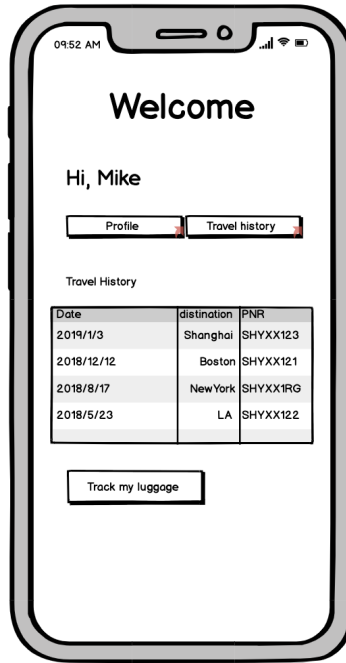 09:52 AM
Welcome
Hi, Mike
Profile Travel history
Travel History
Date distination PNR
2019/1/3 Shanghai SHYXX123
2018/12/12 Boston SHYXX121
2018/8/17 NewYork SHYXX1RG
2018/5/23 LA SHYXX122
Track my luggage